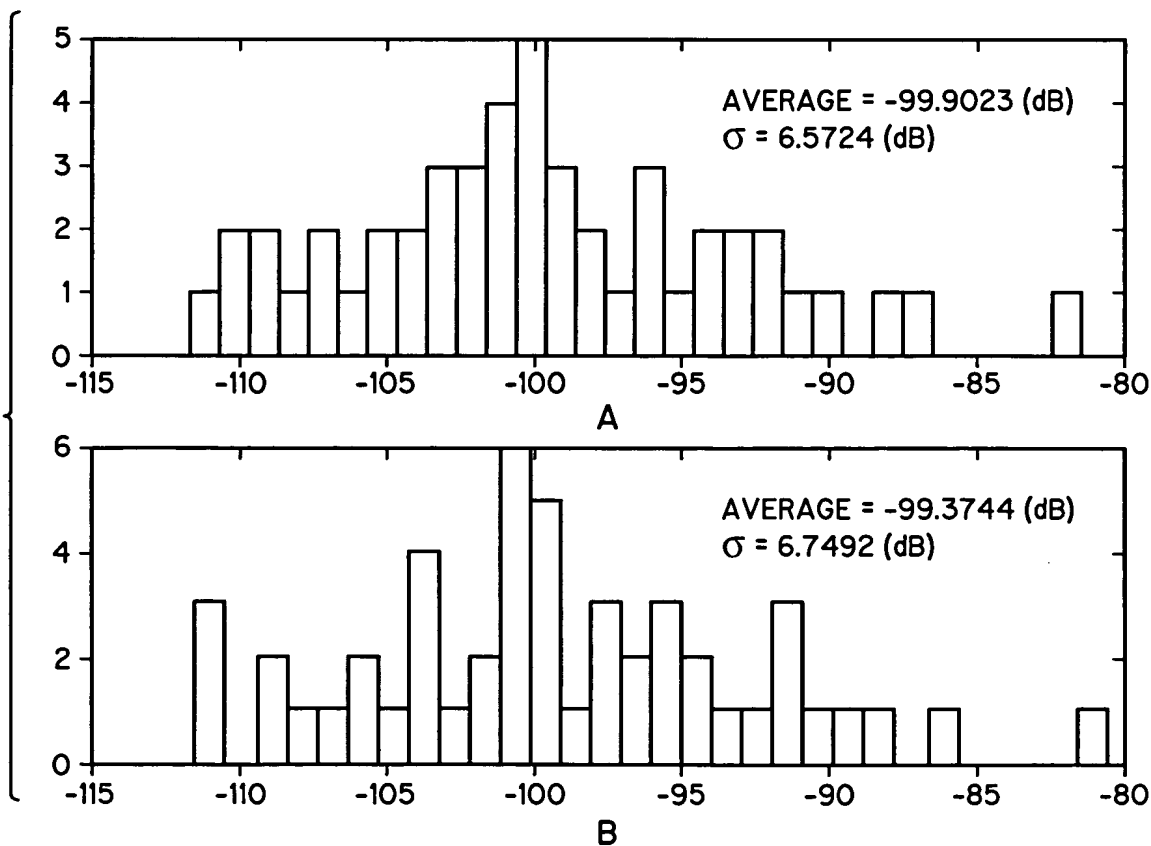 5
4
3
2
1
0
AVERAGE = -99.9023 (dB)
σ = 6.5724 (dB)
-115 -110 -105 -100 -95 -90 -85 -80
A
6
4
2
0
AVERAGE = -99.3744 (dB)
σ = 6.7492 (dB)
-115 -110 -105 -100 -95 -90 -85 -80
B